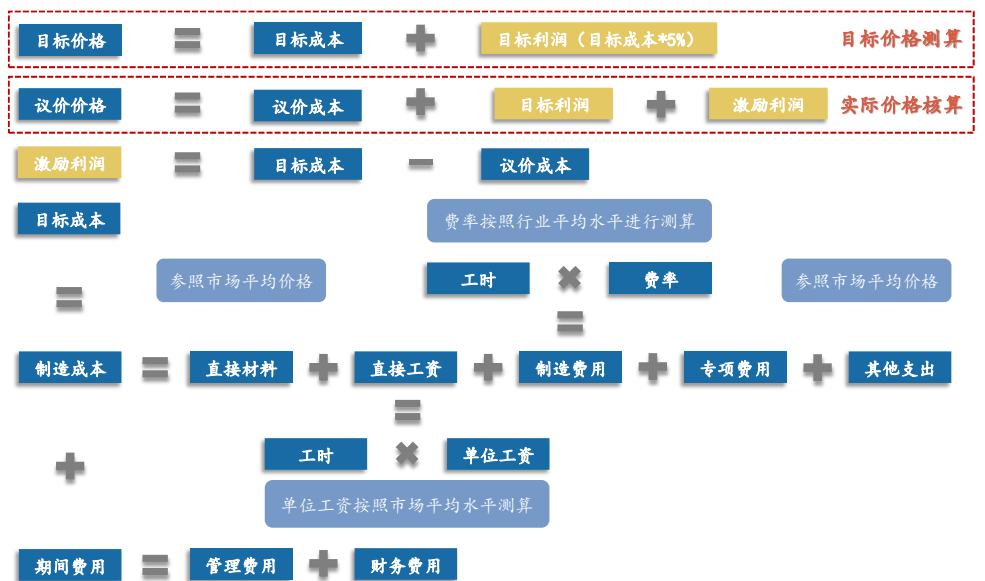 目标价格 = 目标成本 + 目标利润（目标成本*5%） 目标价格测算
议价价格 = 议价成本 + 目标利润 + 激励利润 实际价格核算
激励利润 = 目标成本 − 议价成本
目标成本
费率按照行业平均水平进行测算
参照市场平均价格
工时 × 费率
参照市场平均价格
=
=
制造成本 = 直接材料 + 直接工资 + 制造费用 + 专项费用 + 其他支出
=
工时 × 单位工资
+
单位工资按照市场平均水平测算
期间费用 = 管理费用 + 财务费用